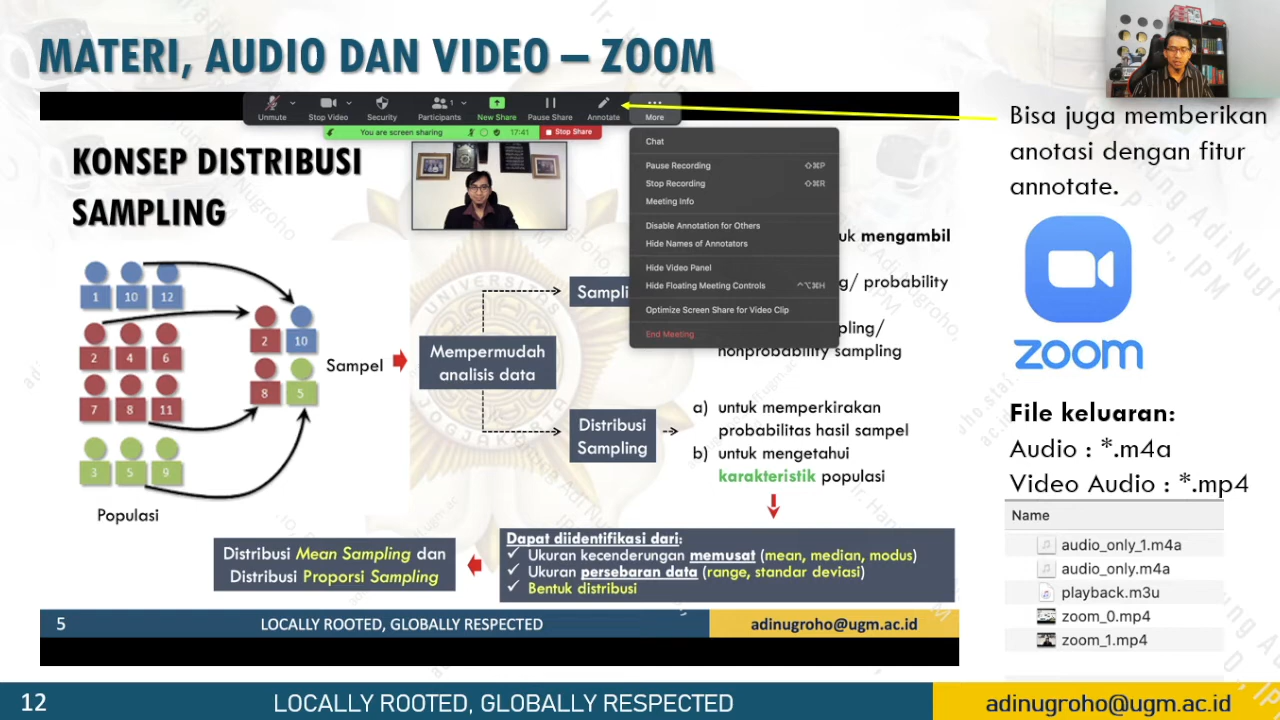 MATERI, AUDIO DAN VIDEO – ZOOM
Unmute
Stop Video
Security
Participants
1
New Share
Pause Share
Annotate
More
You are screen sharing
17:41
Stop Share
Chat
Pause Recording ⇧⌘P
Stop Recording ⇧⌘R
Meeting Info
Disable Annotation for Others
Hide Names of Annotators
Hide Video Panel
Hide Floating Meeting Controls ^⌥⌘H
Optimize Screen Share for Video Clip
End Meeting
KONSEP DISTRIBUSI
SAMPLING
1 10 12
2 4 6
7 8 11
3 5 9
Populasi
2 10
8 5
Sampel
Mempermudah
analisis data
Sampli
uk mengambil
g/ probability
pling/
nonprobability sampling
Distribusi
Sampling
a) untuk memperkirakan
probabilitas hasil sampel
b) untuk mengetahui
karakteristik populasi
Dapat diidentifikasi dari:
✓ Ukuran kecenderungan memusat (mean, median, modus)
✓ Ukuran persebaran data (range, standar deviasi)
✓ Bentuk distribusi
Distribusi Mean Sampling dan
Distribusi Proporsi Sampling
5
LOCALLY ROOTED, GLOBALLY RESPECTED
adinugroho@ugm.ac.id
Bisa juga memberikan
anotasi dengan fitur
annotate.
zoom
File keluaran:
Audio : *.m4a
Video Audio : *.mp4
Name
audio_only_1.m4a
audio_only.m4a
playback.m3u
zoom_0.mp4
zoom_1.mp4
12
LOCALLY ROOTED, GLOBALLY RESPECTED
adinugroho@ugm.ac.id